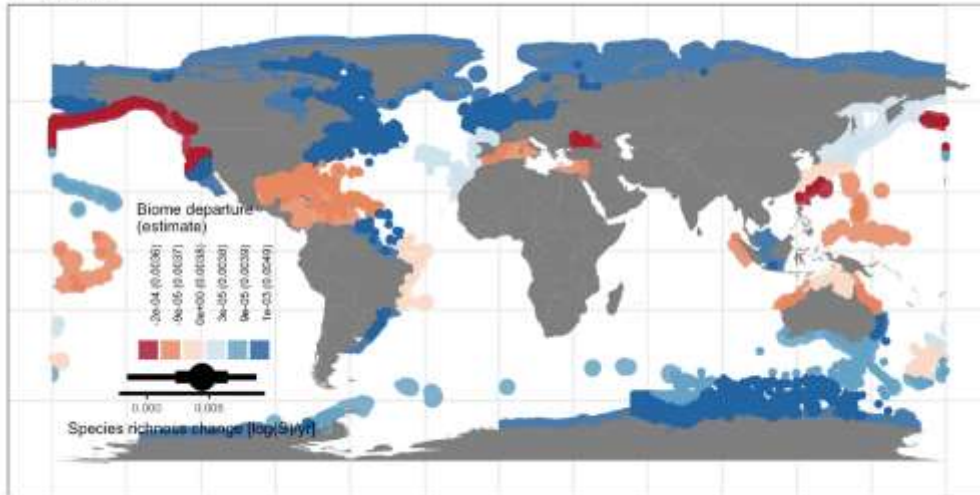 Biome departure
(estimate)
-2e-04 (0.0036)
-9e-05 (0.0037)
0e+00 (0.0038)
3e-05 (0.0038)
9e-05 (0.0039)
1e-03 (0.0049)
0.000
0.005
Species richness change [log(S)/yr]